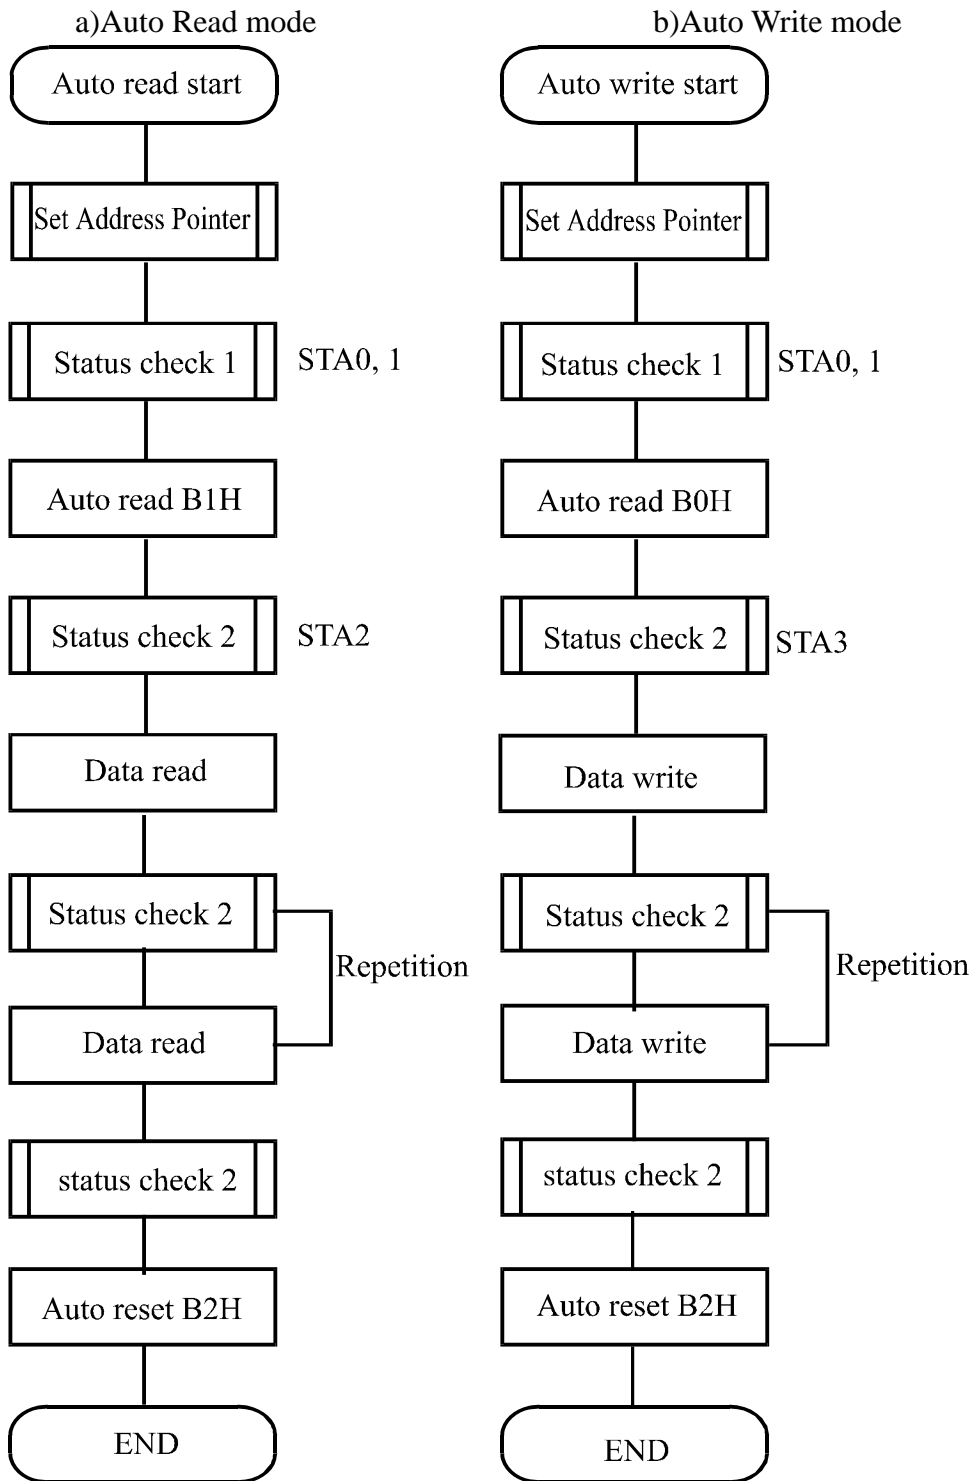 a)Auto Read mode
Auto read start
Set Address Pointer
Status check 1
STA0, 1
Auto read B1H
Status check 2
STA2
Data read
Status check 2
Repetition
Data read
status check 2
Auto reset B2H
END
b)Auto Write mode
Auto write start
Set Address Pointer
Status check 1
STA0, 1
Auto read B0H
Status check 2
STA3
Data write
Status check 2
Repetition
Data write
status check 2
Auto reset B2H
END